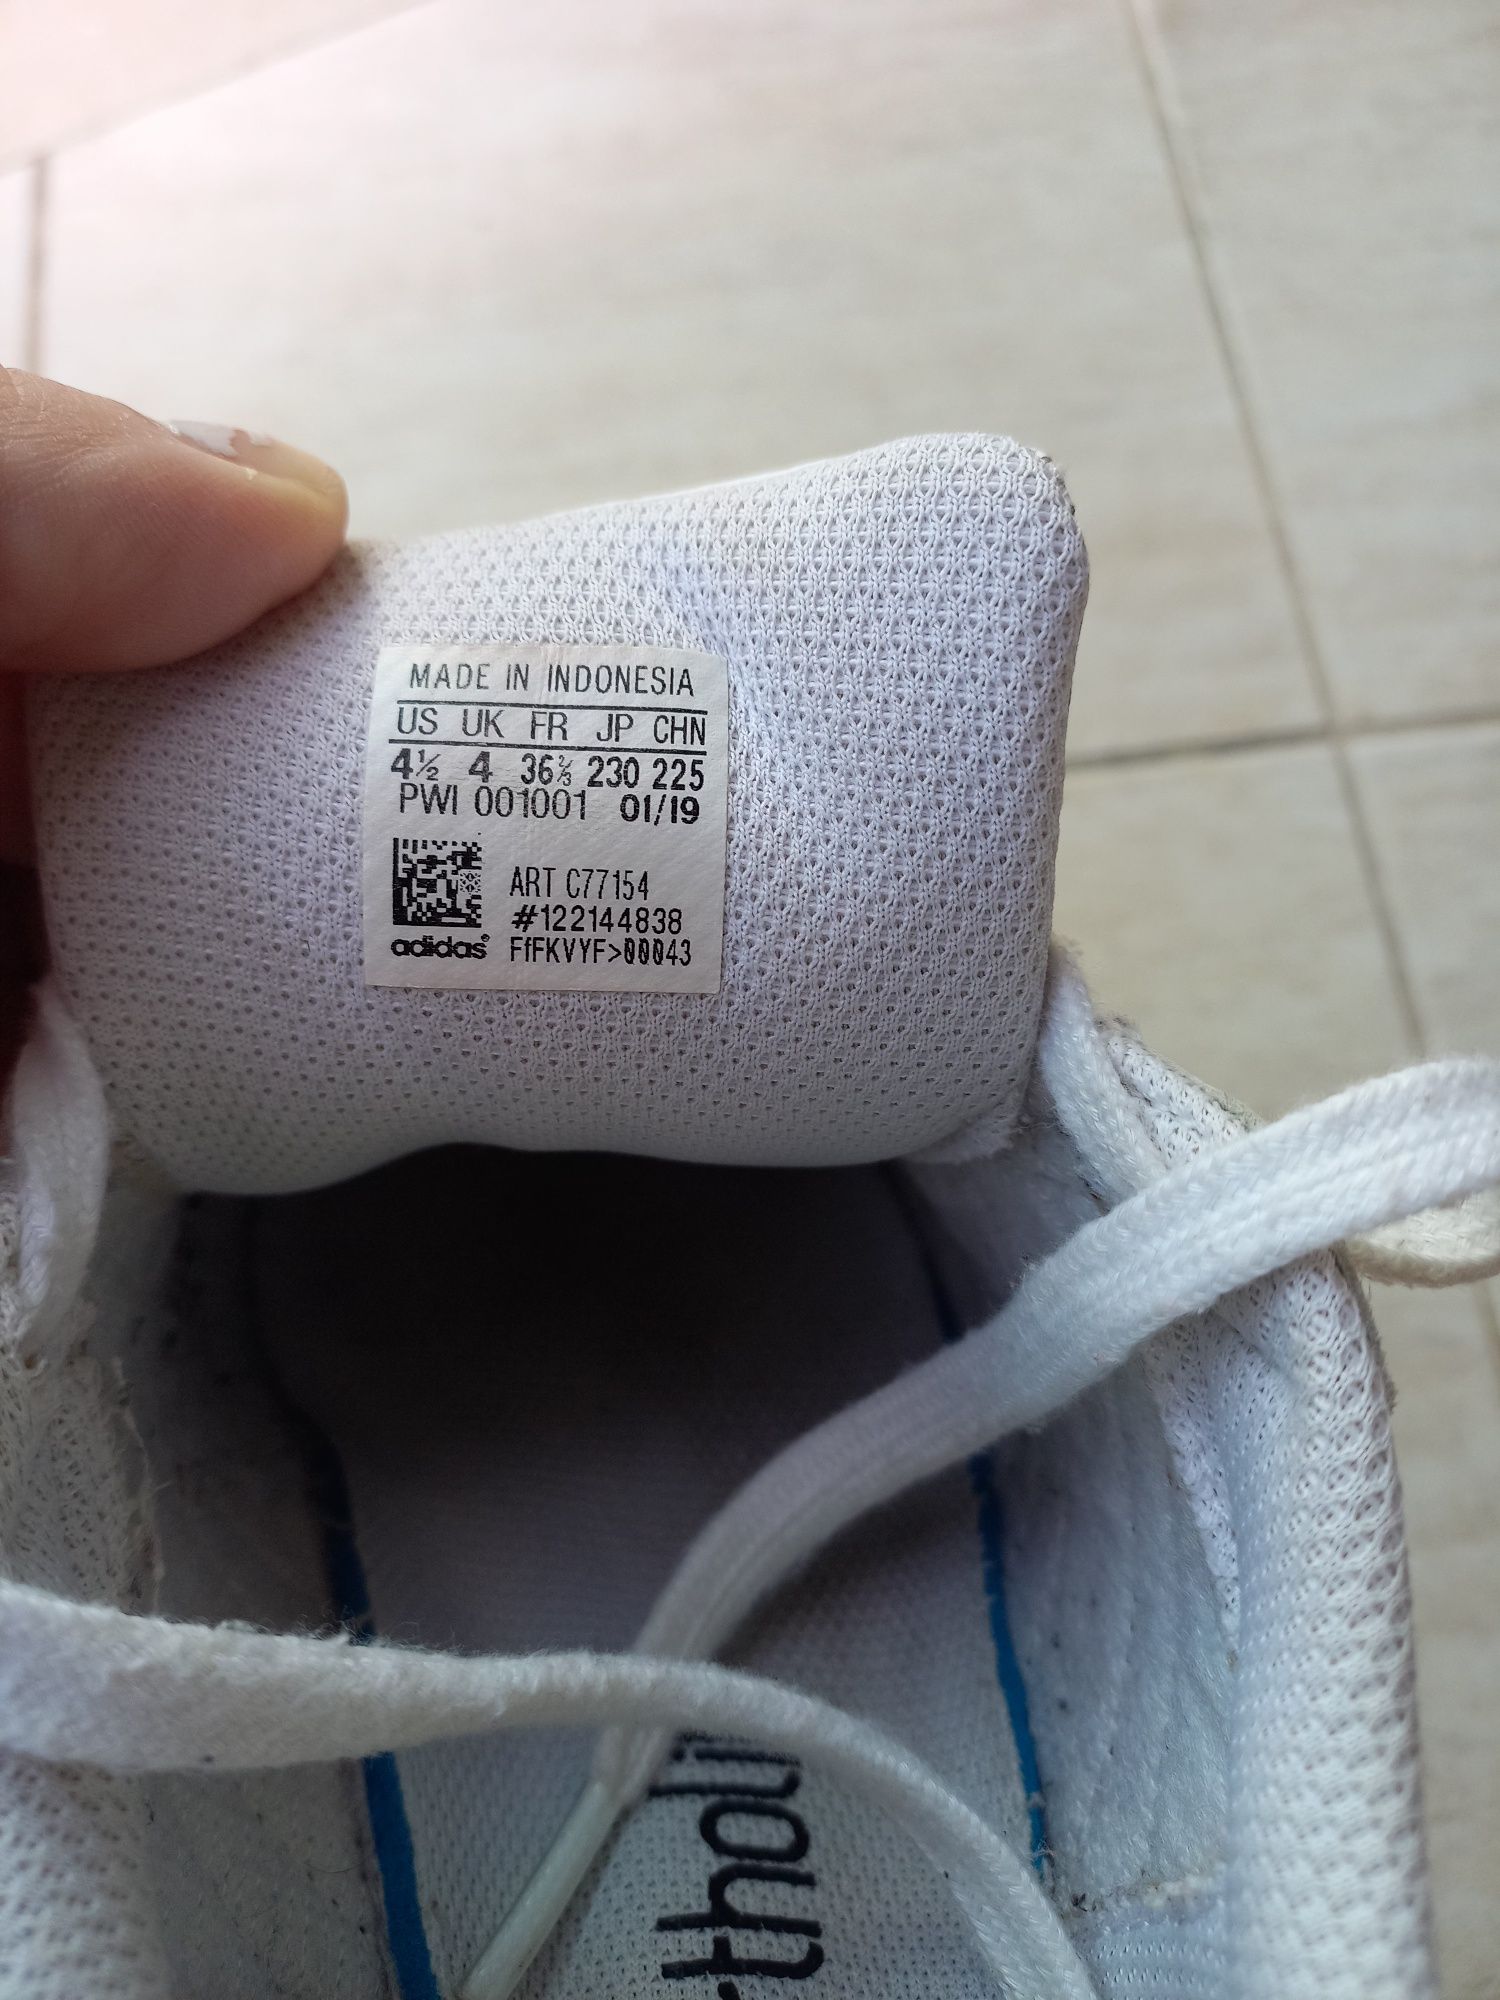 MADE IN INDONESIA
US UK FR JP CHN
4½ 4 36⅔ 230 225
PWI 001001 01/19
ART C77154
#122144838
adidas® FfFKVYF>00043